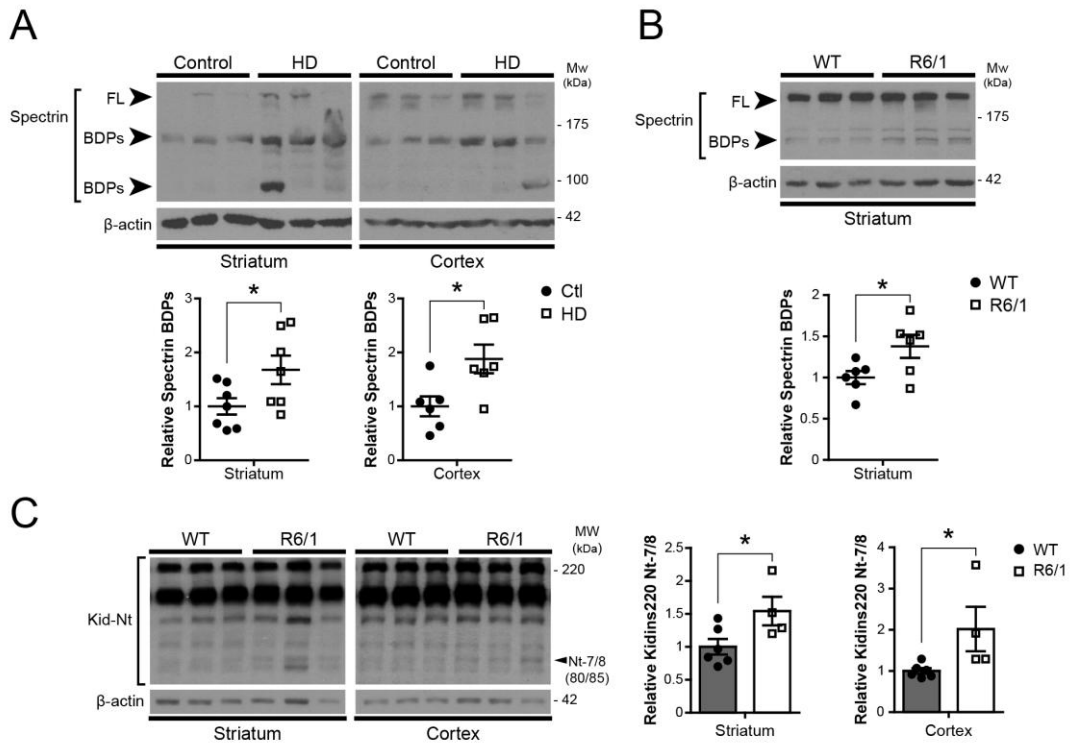 A
Control HD Control HD Mw
(kDa)
FL
- 175
Spectrin
BDPs
BDPs
- 100
β-actin
- 42
Striatum Cortex
Relative Spectrin BDPs
3
2
1
0
*
Striatum
Relative Spectrin BDPs
3
2
1
0
*
Cortex
Ctl
HD
B
WT R6/1 Mw
(kDa)
FL
- 175
Spectrin
BDPs
- 100
β-actin
- 42
Striatum
Relative Spectrin BDPs
2
1.5
1
0.5
0
*
Striatum
WT
R6/1
C
WT R6/1 WT R6/1 MW
(kDa)
- 220
Kid-Nt
Nt-7/8
(80/85)
β-actin
- 42
Striatum Cortex
Relative Kidins220 Nt-7/8
2.5
2.0
1.5
1.0
0.5
0
*
Striatum
Relative Kidins220 Nt-7/8
4
3
2
1
0
*
Cortex
WT
R6/1